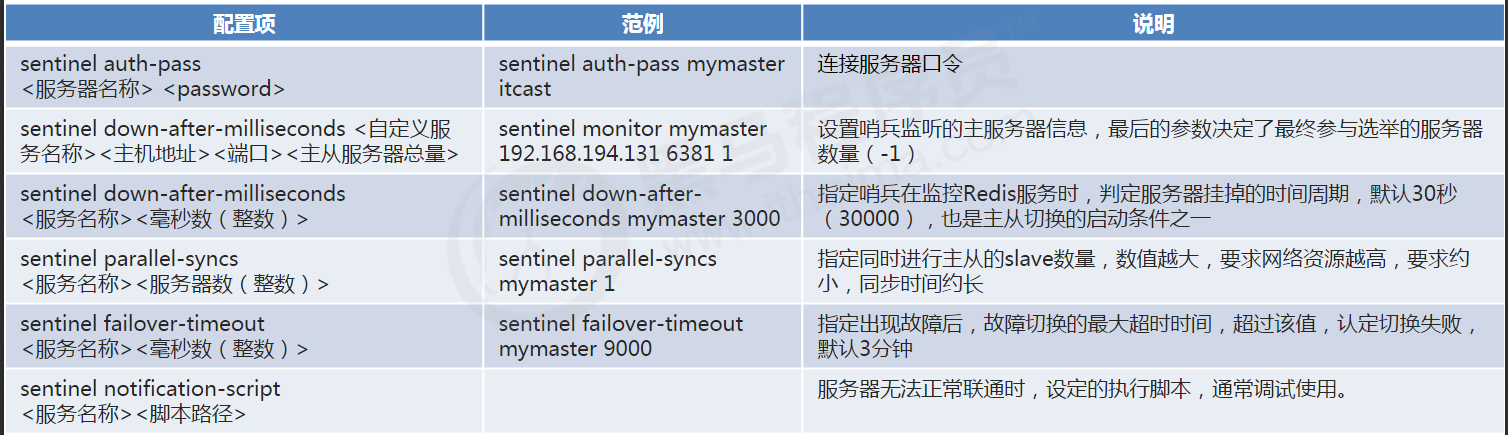 配置项 范例 说明
sentinel auth-pass
<服务器名称> <password>
sentinel auth-pass mymaster
itcast
连接服务器口令
sentinel down-after-milliseconds <自定义服
务名称><主机地址><端口><主从服务器总量>
sentinel monitor mymaster
192.168.194.131 6381 1
设置哨兵监听的主服务器信息，最后的参数决定了最终参与选举的服务器
数量（-1）
sentinel down-after-milliseconds
<服务名称><毫秒数（整数）>
sentinel down-after-
milliseconds mymaster 3000
指定哨兵在监控Redis服务时，判定服务器挂掉的时间周期，默认30秒
（30000），也是主从切换的启动条件之一
sentinel parallel-syncs
<服务名称><服务器数（整数）>
sentinel parallel-syncs
mymaster 1
指定同时进行主从的slave数量，数值越大，要求网络资源越高，要求约
小，同步时间约长
sentinel failover-timeout
<服务名称><毫秒数（整数）>
sentinel failover-timeout
mymaster 9000
指定出现故障后，故障切换的最大超时时间，超过该值，认定切换失败，
默认3分钟
sentinel notification-script
<服务名称><脚本路径>
服务器无法正常联通时，设定的执行脚本，通常调试使用。
黑马程序员™
www.itheima.com